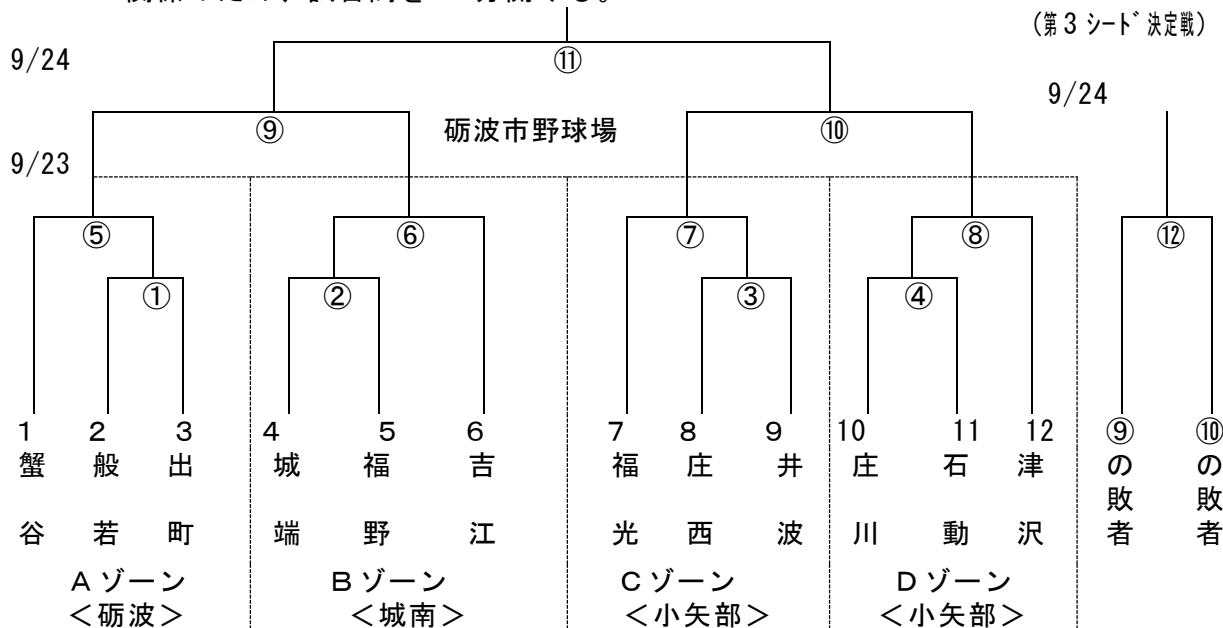 (第3 シード 決定戦)
9/24
⑪
9/24
⑨
砺波市野球場
⑩
9/23
⑤
⑥
⑦
⑧
⑫
①
②
③
④
1 2 3 4 5 6 7 8 9 10 11 12 ⑨の敗者 ⑩の敗者
蟹谷 般若 出町 城端 福野 吉江 福光 庄西 井波 庄川 石動 津沢
Aゾーン Bゾーン Cゾーン Dゾーン
＜砺波＞ ＜城南＞ ＜小矢部＞ ＜小矢部＞